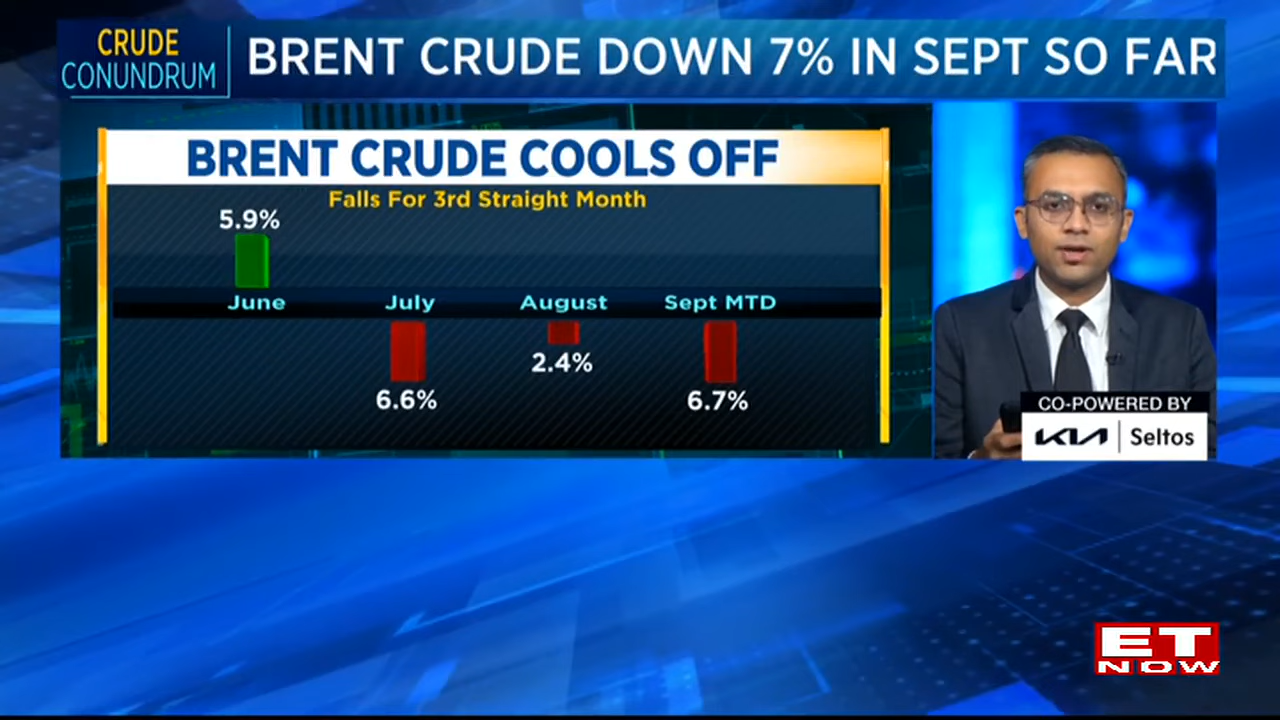 CRUDE
CONUNDRUM
BRENT CRUDE DOWN 7% IN SEPT SO FAR
BRENT CRUDE COOLS OFF
Falls For 3rd Straight Month
5.9%
June July August Sept MTD
2.4%
6.6% 6.7%
CO-POWERED BY
KIA Seltos
ET
NOW